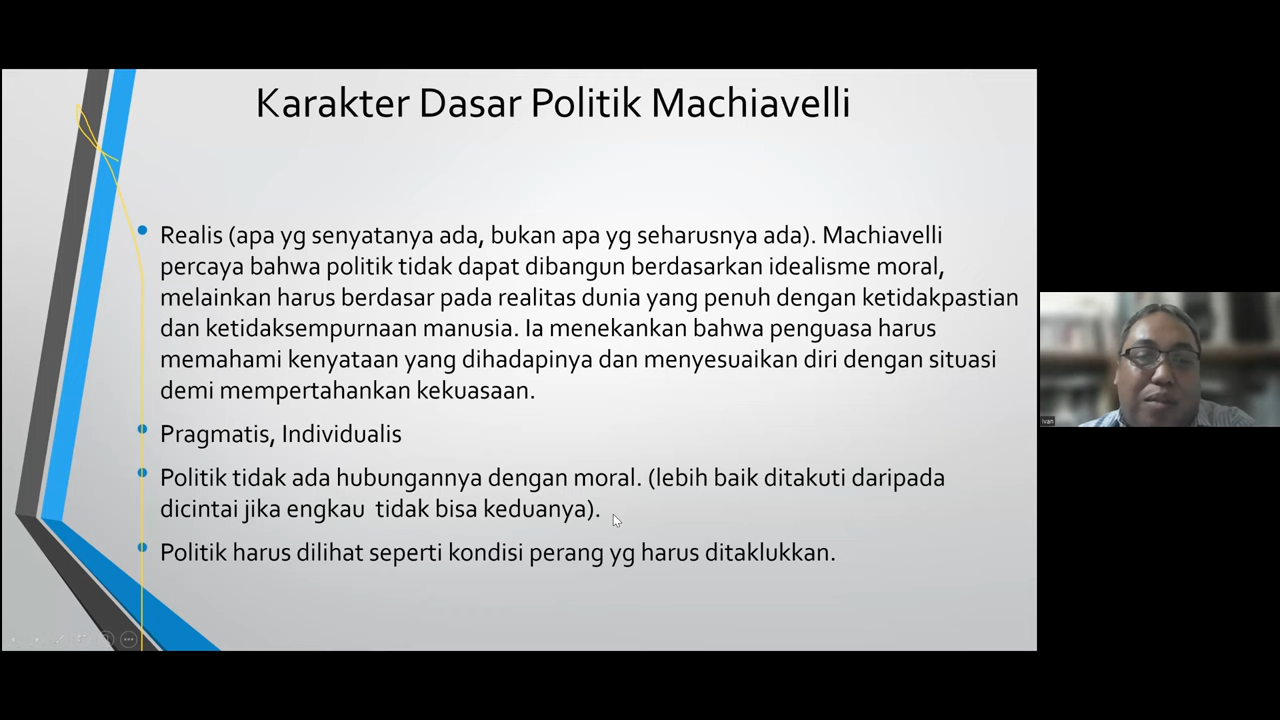 Karakter Dasar Politik Machiavelli
Realis (apa yg senyatanya ada, bukan apa yg seharusnya ada). Machiavelli
percaya bahwa politik tidak dapat dibangun berdasarkan idealisme moral,
melainkan harus berdasar pada realitas dunia yang penuh dengan ketidakpastian
dan ketidaksempurnaan manusia. Ia menekankan bahwa penguasa harus
memahami kenyataan yang dihadapinya dan menyesuaikan diri dengan situasi
demi mempertahankan kekuasaan.
Pragmatis, Individualis
Politik tidak ada hubungannya dengan moral. (lebih baik ditakuti daripada
dicintai jika engkau  tidak bisa keduanya).
Politik harus dilihat seperti kondisi perang yg harus ditaklukkan.
Ivan